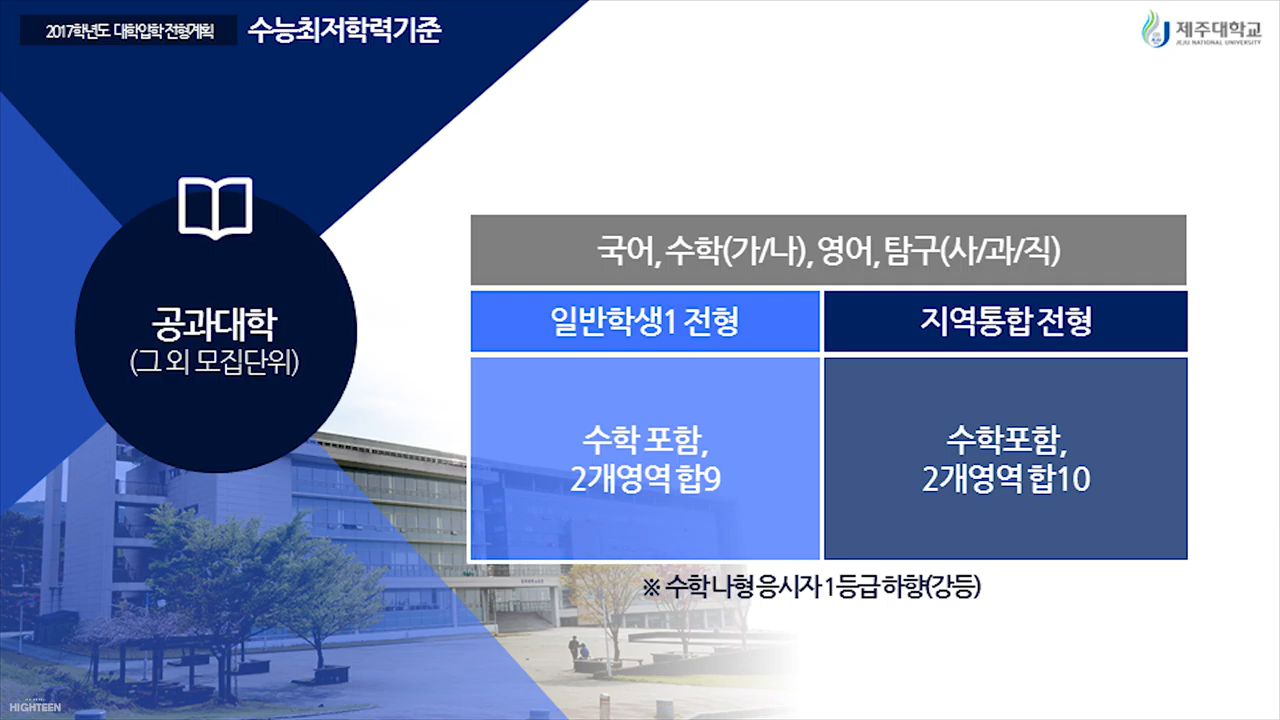 2017학년도 대학입학 전형계획
수능최저학력기준
제주대학교
JEJU NATIONAL UNIVERSITY
공과대학
(그 외 모집단위)
국어, 수학(가/나), 영어, 탐구(사/과/직)
일반학생1 전형
지역통합 전형
수학 포함,
2개영역 합9
수학포함,
2개영역 합10
※ 수학 나형 응시자 1등급 하향(강등)
HIGHTEEN